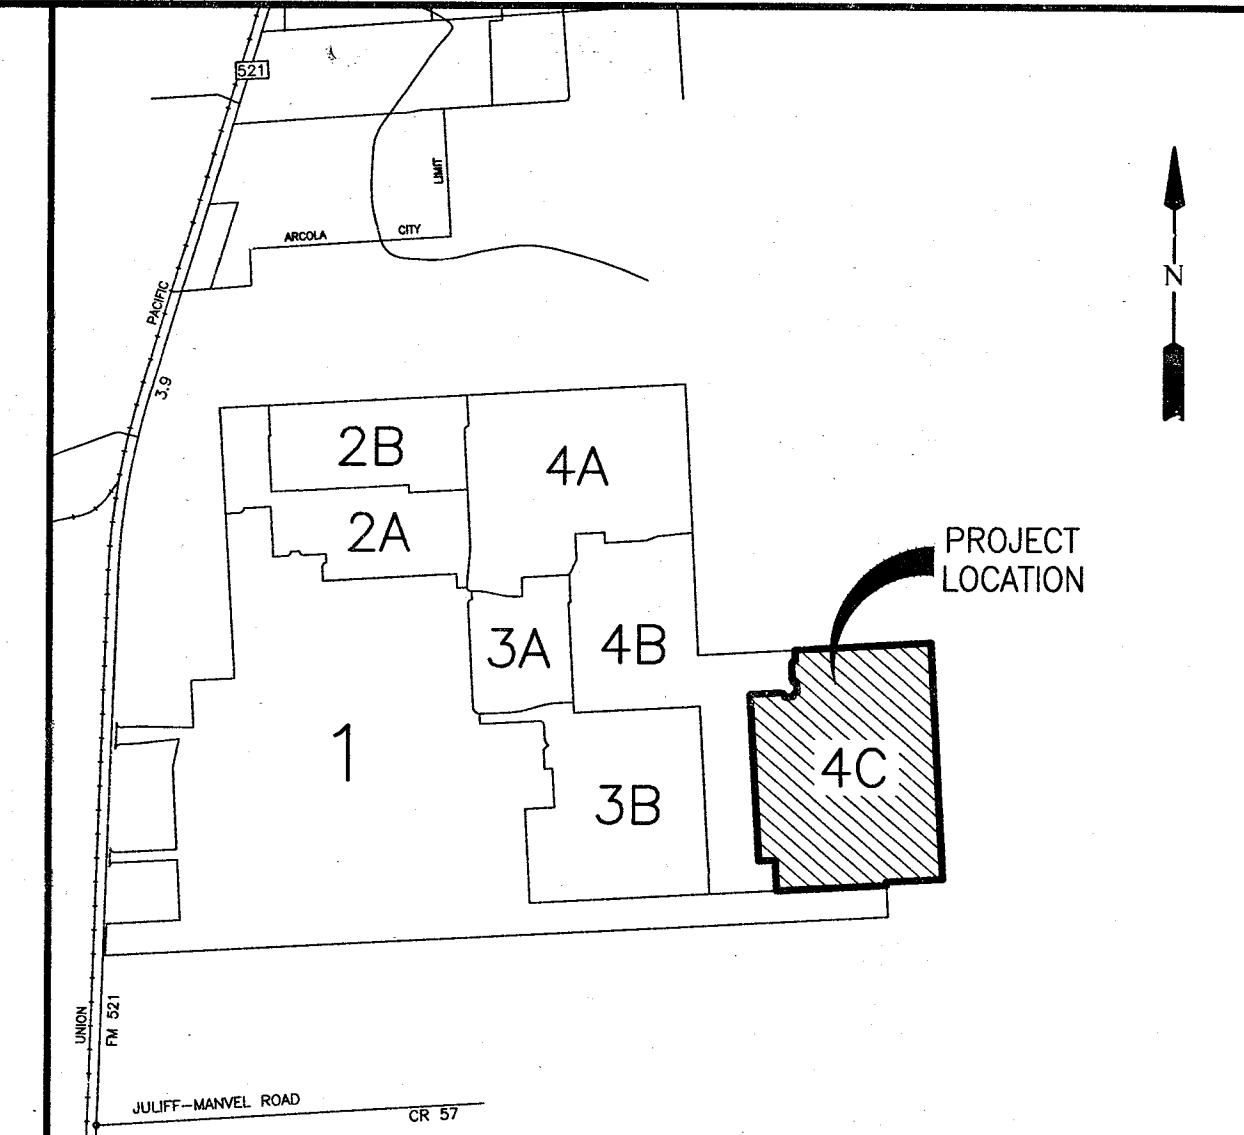 521
LIMIT
ARCOLA CITY
N
PACIFIC
3.9
2B
4A
2A
PROJECT
LOCATION
3A
4B
1
4C
3B
UNION
FM 521
JULIFF-MANVEL ROAD
CR 57